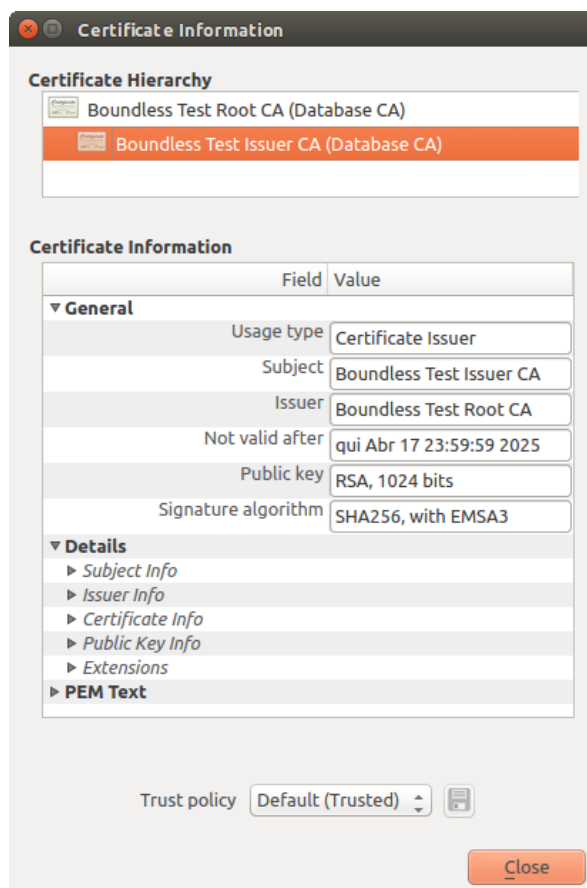 Certificate Information
Certificate Hierarchy
Boundless Test Root CA (Database CA)
Boundless Test Issuer CA (Database CA)
Certificate Information
Field Value
General
Usage type Certificate Issuer
Subject Boundless Test Issuer CA
Issuer Boundless Test Root CA
Not valid after qui Abr 17 23:59:59 2025
Public key RSA, 1024 bits
Signature algorithm SHA256, with EMSA3
Details
Subject Info
Issuer Info
Certificate Info
Public Key Info
Extensions
PEM Text
Trust policy Default (Trusted)
Close